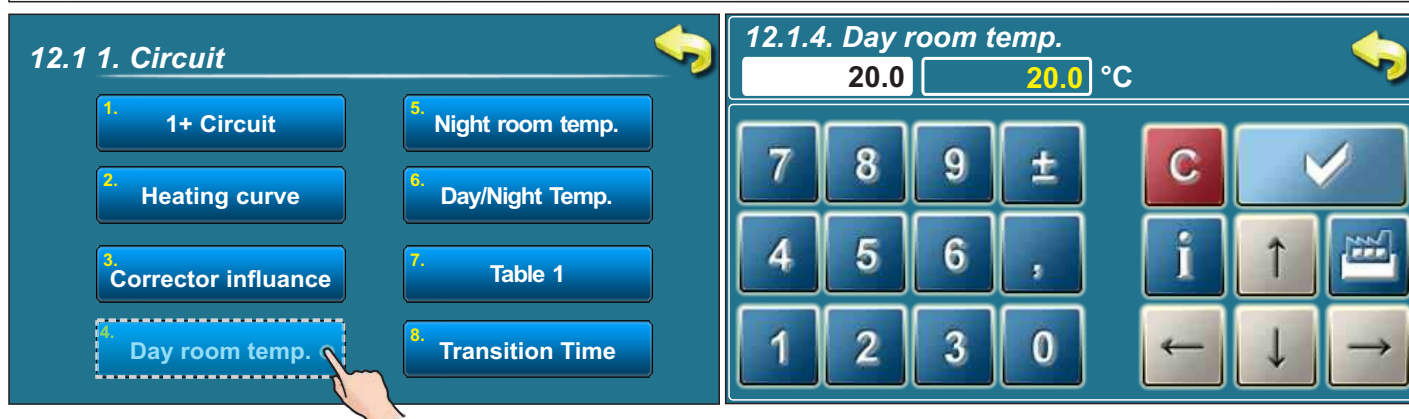 12.1 1. Circuit
1.
1+ Circuit
2.
Heating curve
3.
Corrector influance
4.
Day room temp.
5.
Night room temp.
6.
Day/Night Temp.
7.
Table 1
8.
Transition Time
12.1.4. Day room temp.
20.0 20.0 °C
7 8 9 ± C
4 5 6 , i ↑
1 2 3 0 ← ↓ →